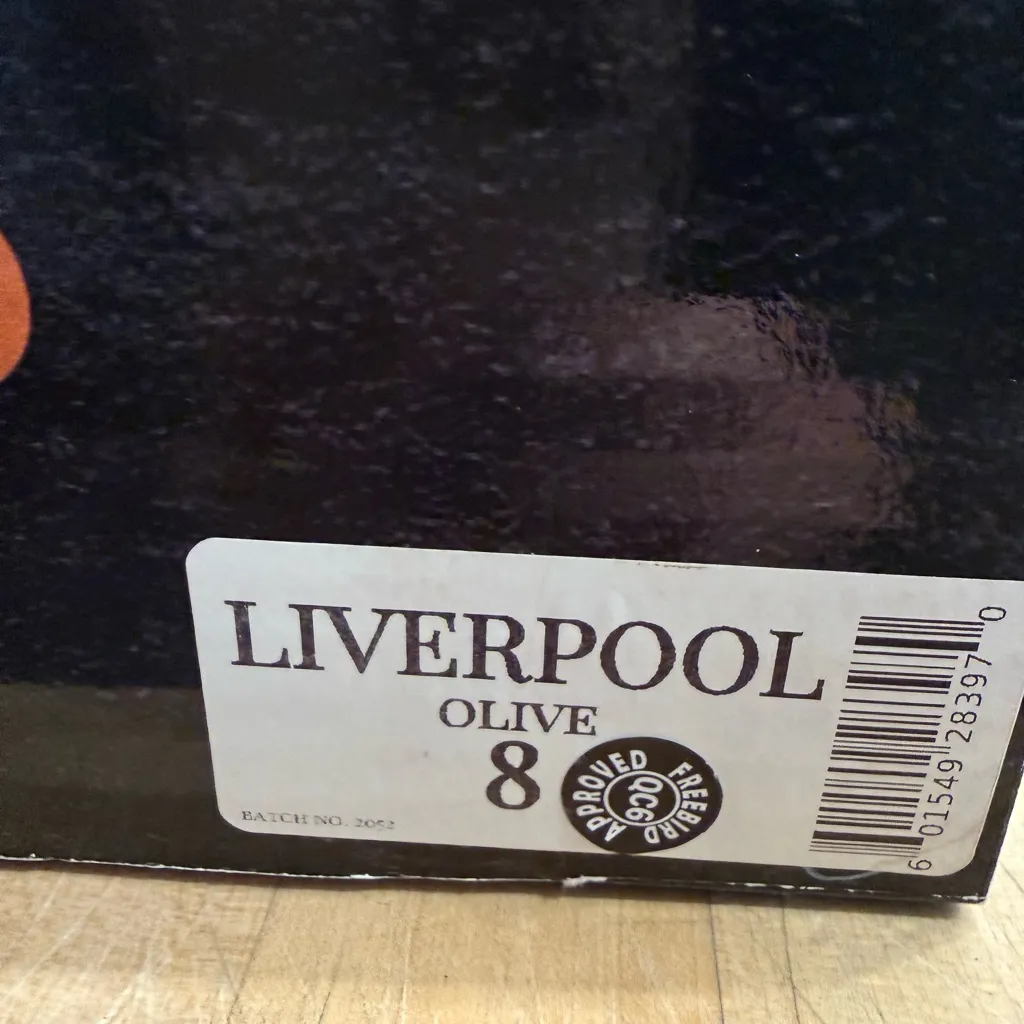 LIVERPOOL
OLIVE
8
APPROVED FREEBIRD
QC6
BATCH NO. 2052
6 01549 28397 0